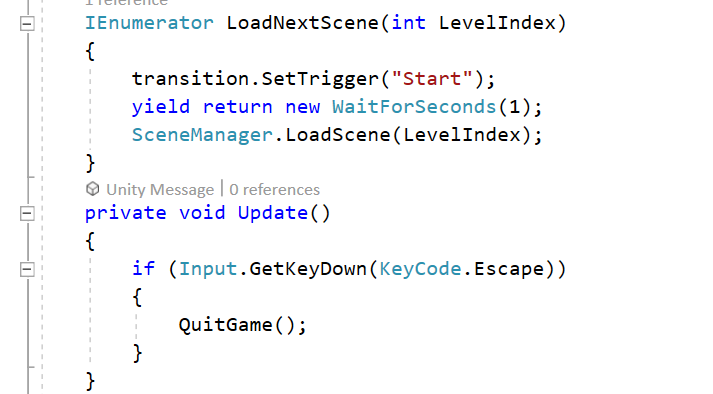 1 reference
IEnumerator LoadNextScene(int LevelIndex)
{
transition.SetTrigger("Start");
yield return new WaitForSeconds(1);
SceneManager.LoadScene(LevelIndex);
}
Unity Message | 0 references
private void Update()
{
if (Input.GetKeyDown(KeyCode.Escape))
{
QuitGame();
}
}